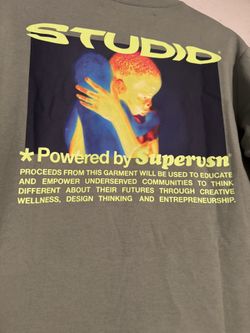 STUDIO
*Powered by Supervsn
PROCEEDS FROM THIS GARMENT WILL BE USED TO EDUCATE
AND EMPOWER UNDERSERVED COMMUNITIES TO THINK
DIFFERENT ABOUT THEIR FUTURES THROUGH CREATIVE
WELLNESS, DESIGN THINKING AND ENTREPRENEURSHIP.